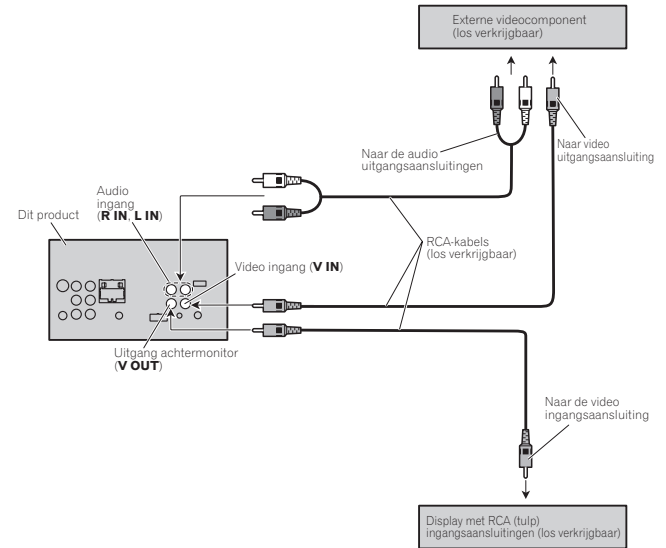 Externe videocomponent
(los verkrijgbaar)
Naar de audio
uitgangsaansluitingen
Naar video
uitgangsaansluiting
Audio
ingang
(R IN, L IN)
Dit product
RCA-kabels
(los verkrijgbaar)
Video ingang (V IN)
Uitgang achtermonitor
(V OUT)
Naar de video
ingangsaansluiting
Display met RCA (tulp)
ingangsaansluitingen (los verkrijgbaar)